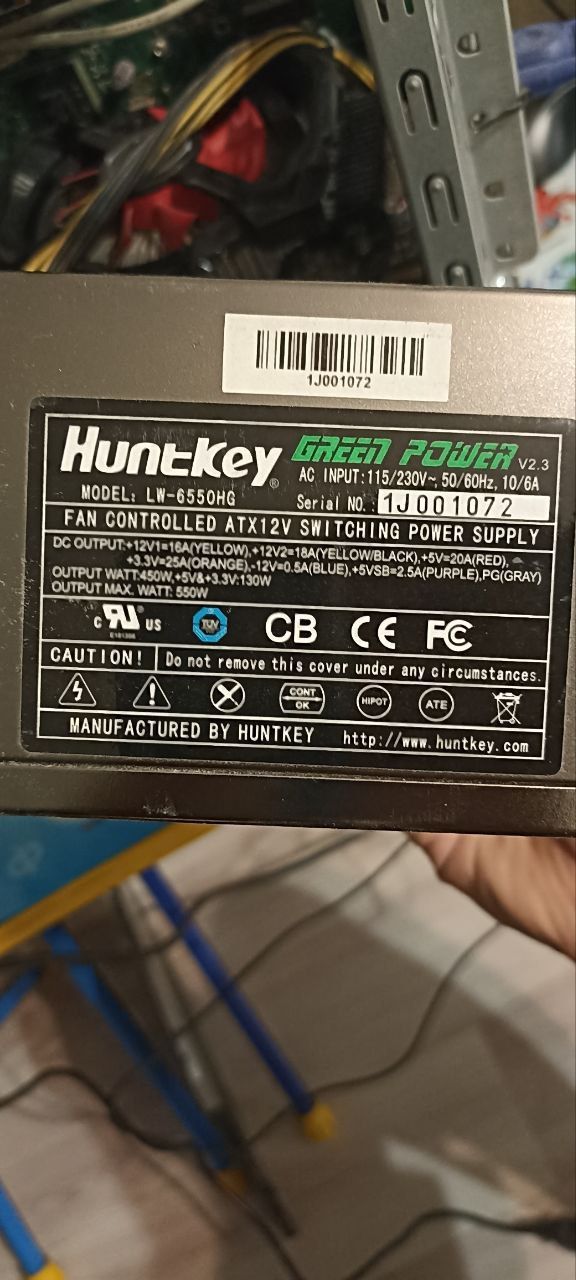 1J001072
Huntkey® GREEN POWER V2.3
AC INPUT:115/230V~, 50/60Hz, 10/6A
MODEL: LW-6550HG Serial NO.: 1J001072
FAN CONTROLLED ATX12V SWITCHING POWER SUPPLY
DC OUTPUT:+12V1=16A(YELLOW),+12V2=18A(YELLOW/BLACK),+5V=20A(RED),
+3.3V=25A(ORANGE),-12V=0.5A(BLUE),+5VSB=2.5A(PURPLE),PG(GRAY)
OUTPUT WATT:450W,+5V&+3.3V:130W
OUTPUT MAX. WATT: 550W
c RU US TUV CB CE FC
CAUTION! Do not remove this cover under any circumstances.
CONT OK HIPOT ATE
MANUFACTURED BY HUNTKEY http://www.huntkey.com